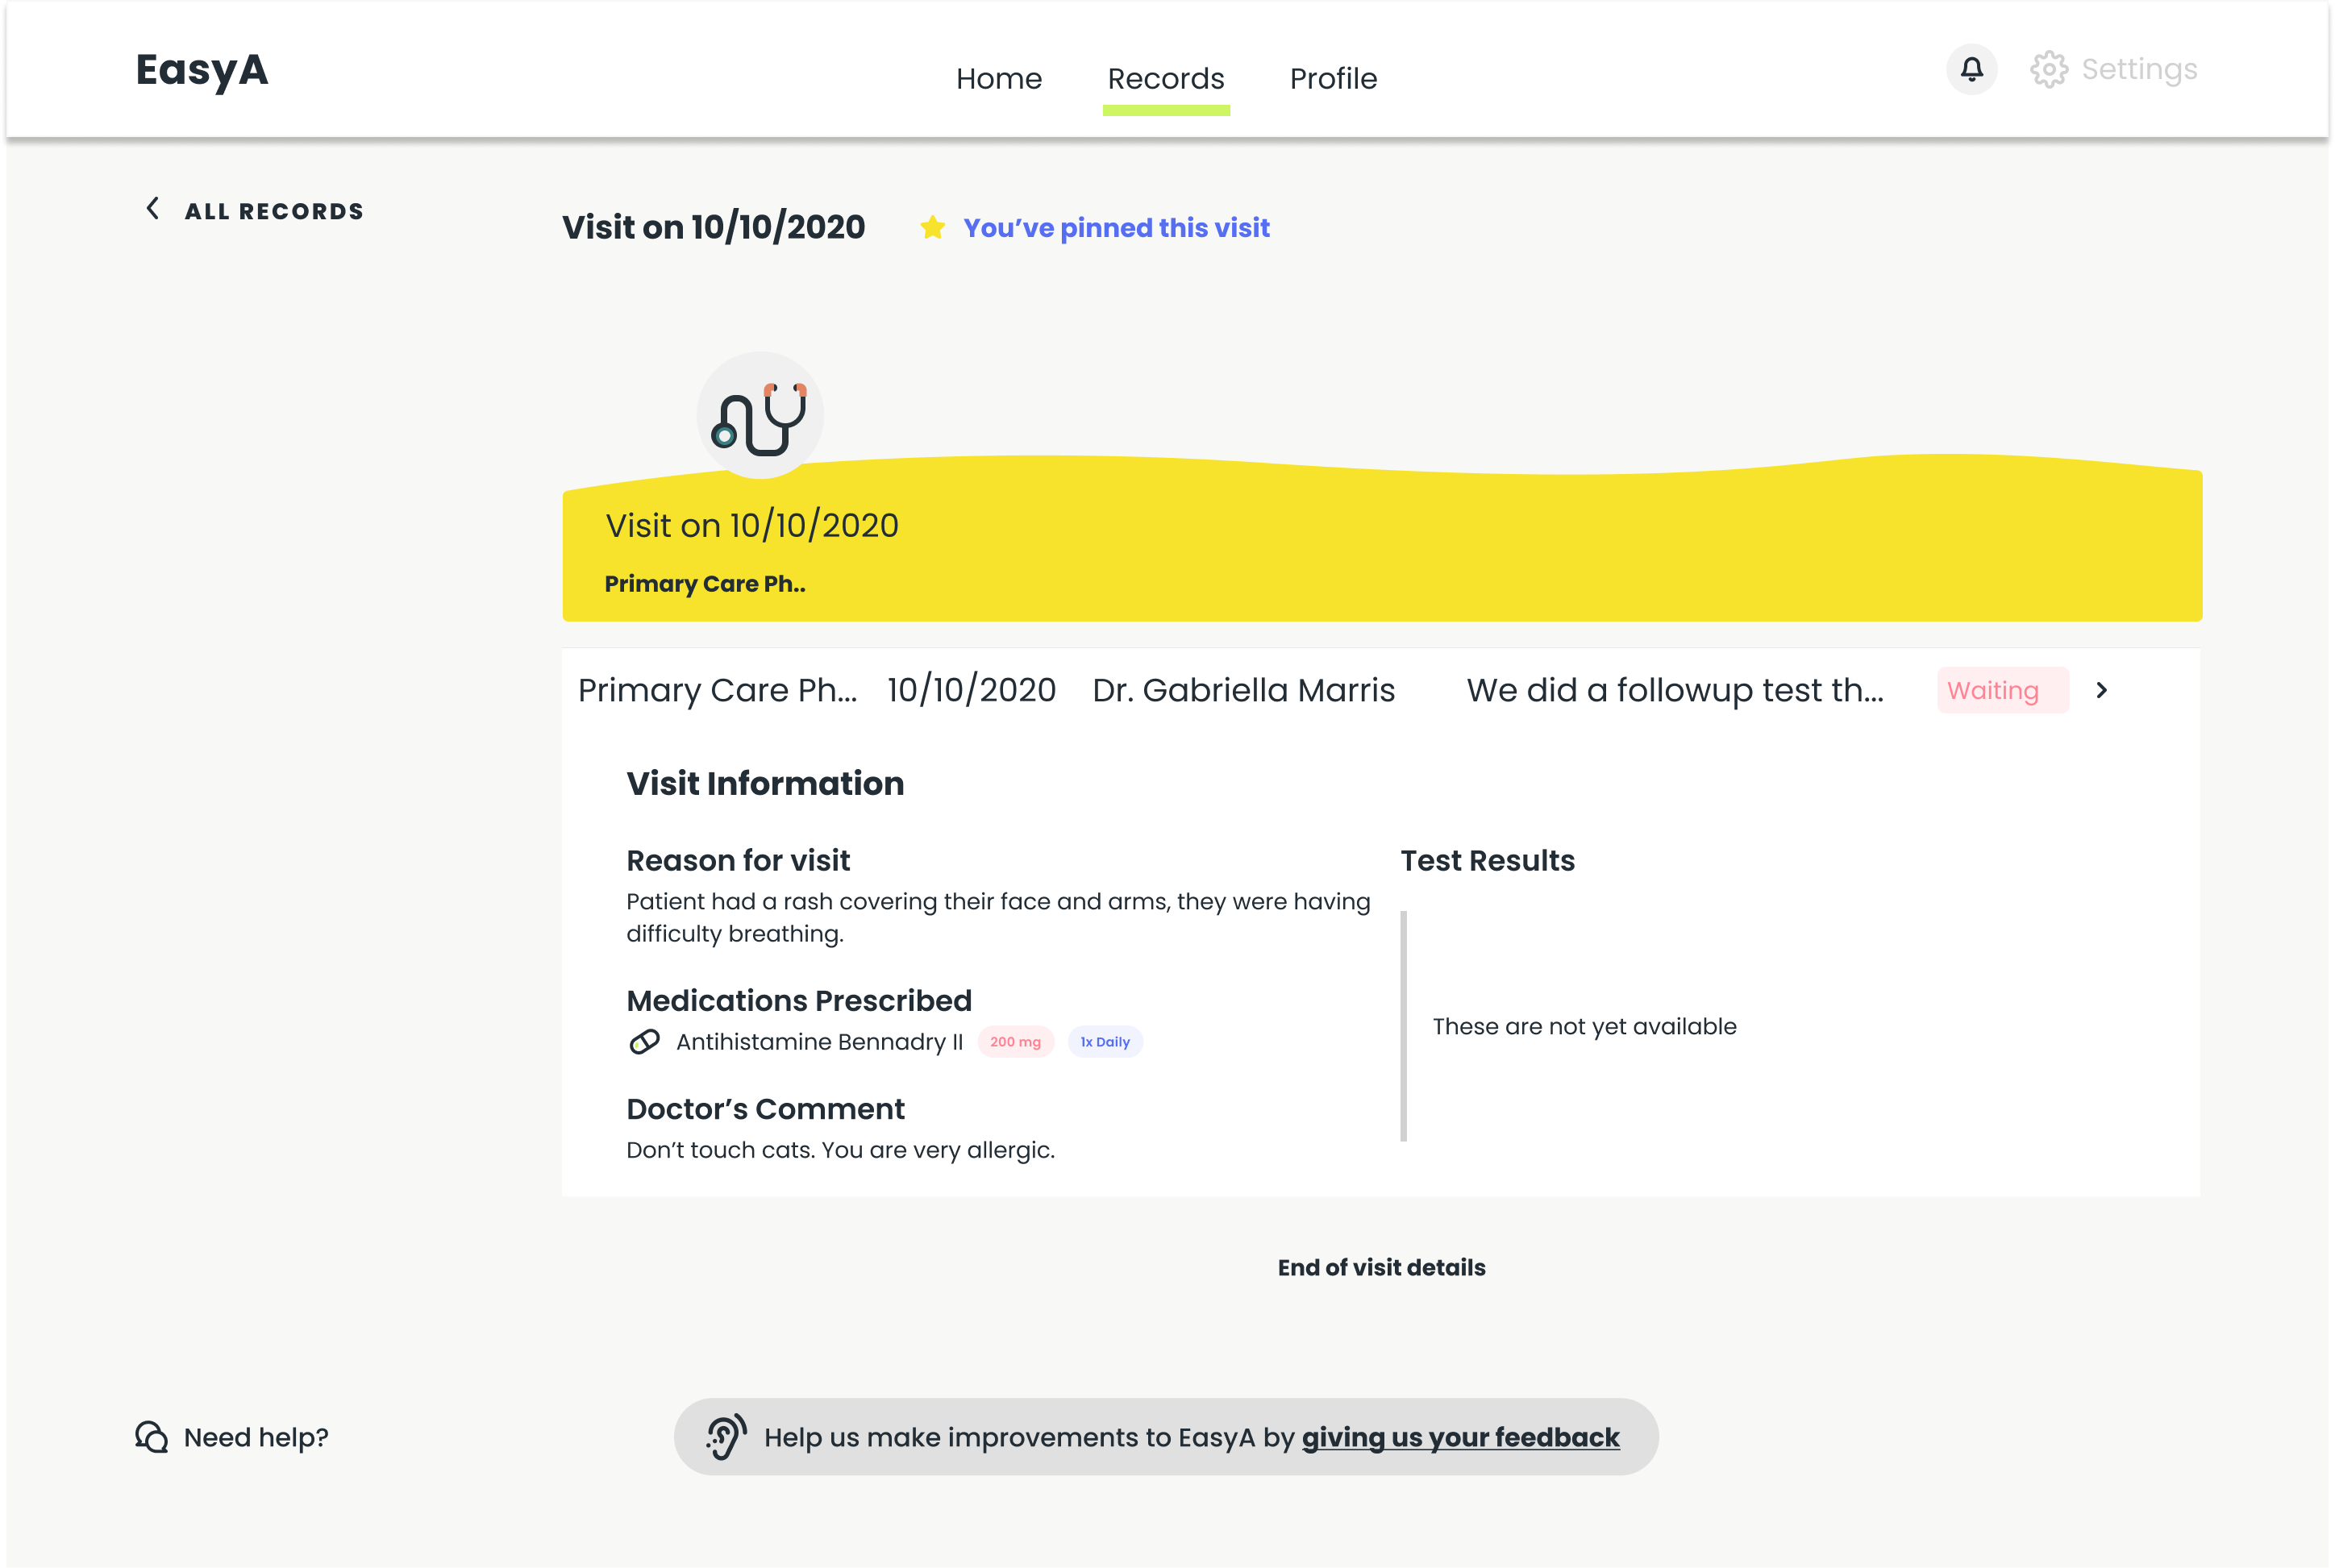 EasyA
Home
Records
Profile
Settings
ALL RECORDS
Visit on 10/10/2020
You’ve pinned this visit
Visit on 10/10/2020
Primary Care Ph..
Primary Care Ph... 10/10/2020 Dr. Gabriella Marris We did a followup test th... Waiting
Visit Information
Reason for visit
Patient had a rash covering their face and arms, they were having
difficulty breathing.
Medications Prescribed
Antihistamine Bennadry II 200 mg 1x Daily
Doctor’s Comment
Don’t touch cats. You are very allergic.
Test Results
These are not yet available
End of visit details
Need help?
Help us make improvements to EasyA by giving us your feedback